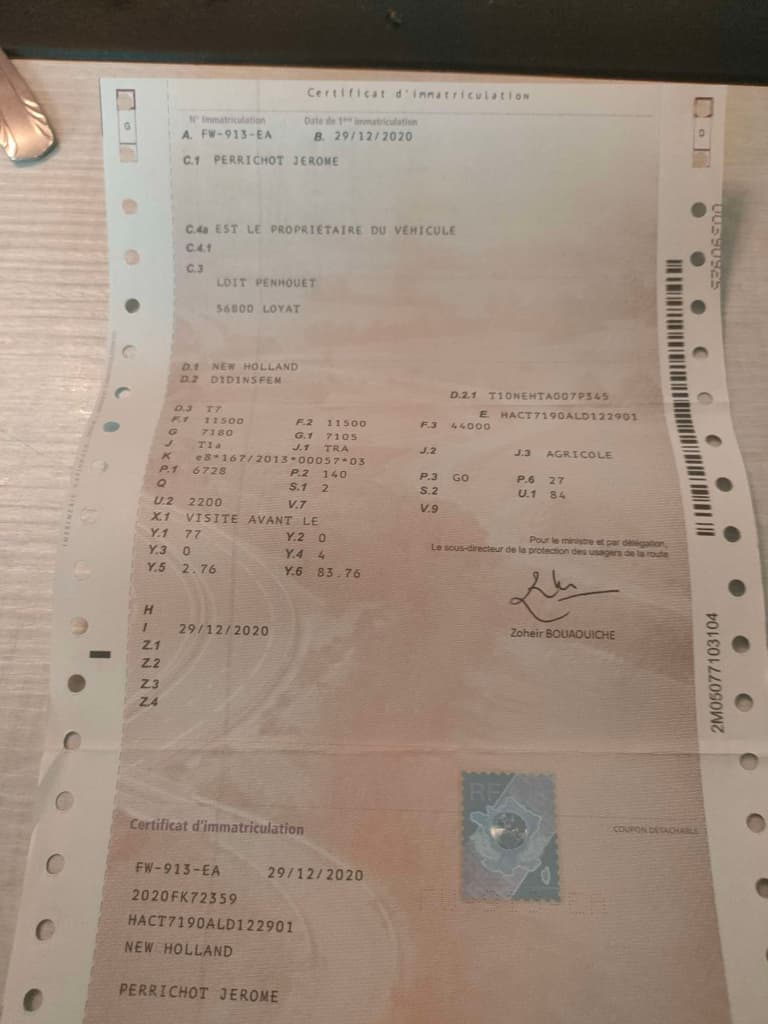 Certificat d'immatriculation
G
D
N° Immatriculation Date de 1ère immatriculation
A. FW-913-EA B. 29/12/2020
C.1 PERRICHOT JEROME
C.4a EST LE PROPRIÉTAIRE DU VÉHICULE
C.4.1
C.3
LDIT PENHOUET
56800 LOYAT
D.1 NEW HOLLAND
D.2 D1D1NSFEM D.2.1 T10NEHTA007P345
D.3 T7 E. HACT7190ALD122901
F.1 11500 F.2 11500 F.3 44000
G 7180 G.1 7105
J T1a J.1 TRA J.2 J.3 AGRICOLE
K e8*167/2013*00057*03
P.1 6728 P.2 140 P.3 GO P.6 27
Q S.1 2 S.2 U.1 84
U.2 2200 V.7 V.9
X.1 VISITE AVANT LE
Y.1 77 Y.2 0
Y.3 0 Y.4 4
Y.5 2.76 Y.6 83.76
Pour le ministre et par délégation,
Le sous-directeur de la protection des usagers de la route
Zoheir BOUAOUICHE
H
I 29/12/2020
Z.1
Z.2
Z.3
Z.4
2M05077103104
Certificat d'immatriculation COUPON DÉTACHABLE
FW-913-EA 29/12/2020
2020FK72359
HACT7190ALD122901
NEW HOLLAND
PERRICHOT JEROME